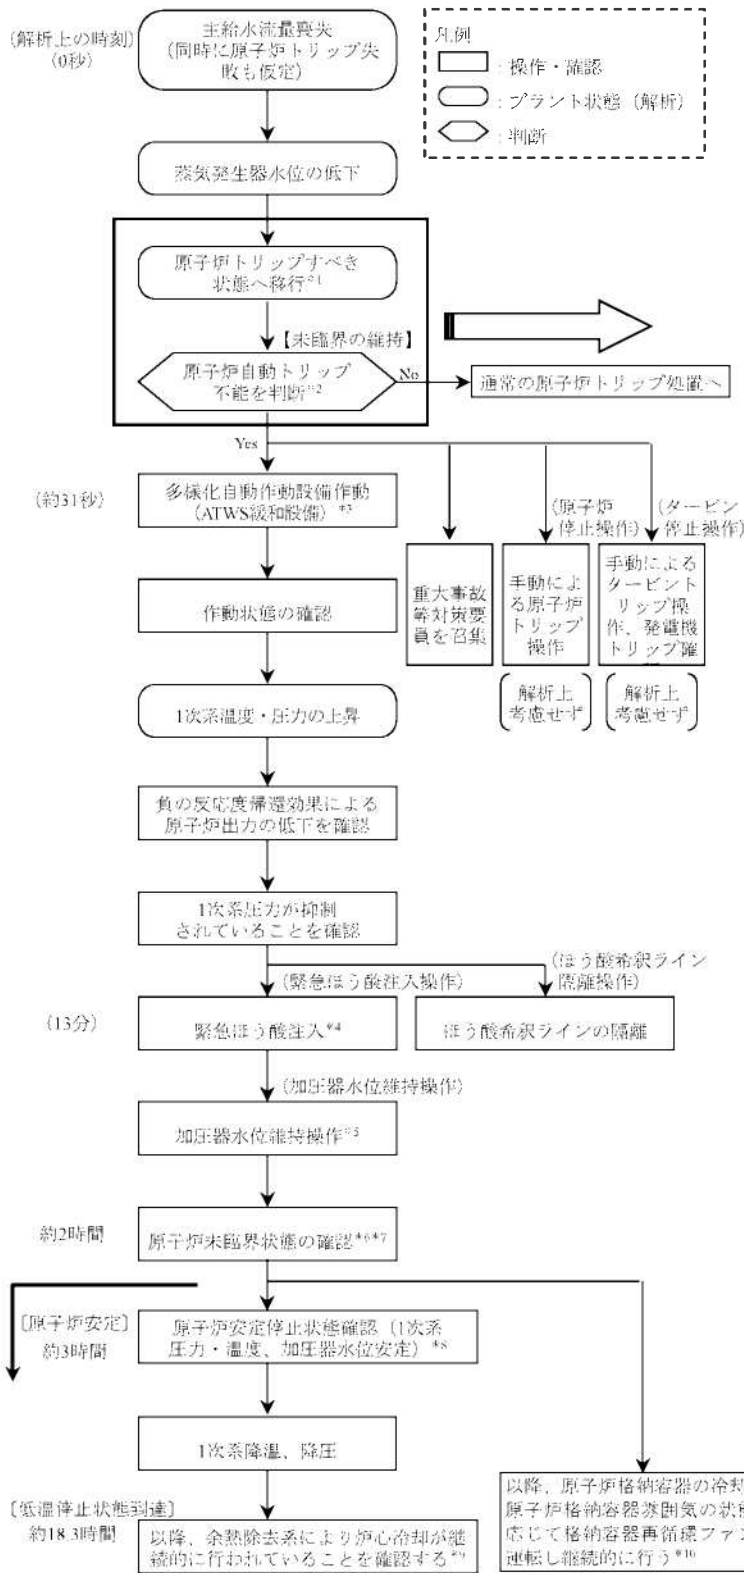 (解析上の時刻)
(0秒)
主給水流量喪失
(同時に原子炉トリップ失
敗も仮定)
凡例
：操作・確認
：プラント状態（解析）
：判断
蒸気発生器水位の低下
原子炉トリップすべき
状態へ移行*1
【未臨界の維持】
原子炉自動トリップ
不能を判断*2
No
通常の原子炉トリップ処置へ
Yes
(約31秒)
多様化自動作動設備作動
（ATWS緩和設備）*3
(原子炉
停止操作)
(タービン
停止操作)
重大事故
等対策要
員を召集
手動によ
る原子炉
トリップ
操作
手動による
タービント
リップ操
作、発電機
トリップ確
解析上
考慮せず
解析上
考慮せず
作動状態の確認
1次系温度・圧力の上昇
負の反応度帰還効果による
原子炉出力の低下を確認
1次系圧力が抑制
されていることを確認
(緊急ほう酸注入操作)
(ほう酸希釈ライン
隔離操作)
(13分)
緊急ほう酸注入*4
ほう酸希釈ラインの隔離
(加圧器水位維持操作)
加圧器水位維持操作*5
約2時間
原子炉未臨界状態の確認*6*7
〔原子炉安定〕
約3時間
原子炉安定停止状態確認（1次系
圧力・温度、加圧器水位安定）*8
1次系降温、降圧
〔低温停止状態到達〕
約18.3時間
以降、余熱除去系により炉心冷却が継
続的に行われていることを確認する*9
以降、原子炉格納容器の冷却
原子炉格納容器雰囲気の状態
応じて格納容器再循環ファン
運転し継続的に行う*10